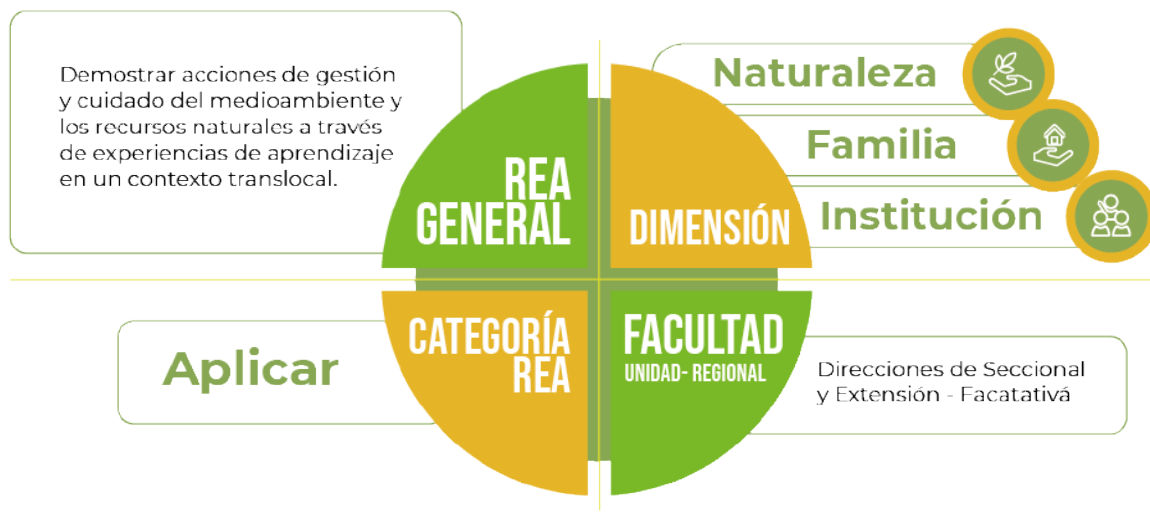 Demostrar acciones de gestión
y cuidado del medioambiente y
los recursos naturales a través
de experiencias de aprendizaje
en un contexto translocal.
REA
GENERAL
DIMENSIÓN
Naturaleza
Familia
Institución
CATEGORÍA
REA
Aplicar
FACULTAD
UNIDAD- REGIONAL
Direcciones de Seccional
y Extensión - Facatativá